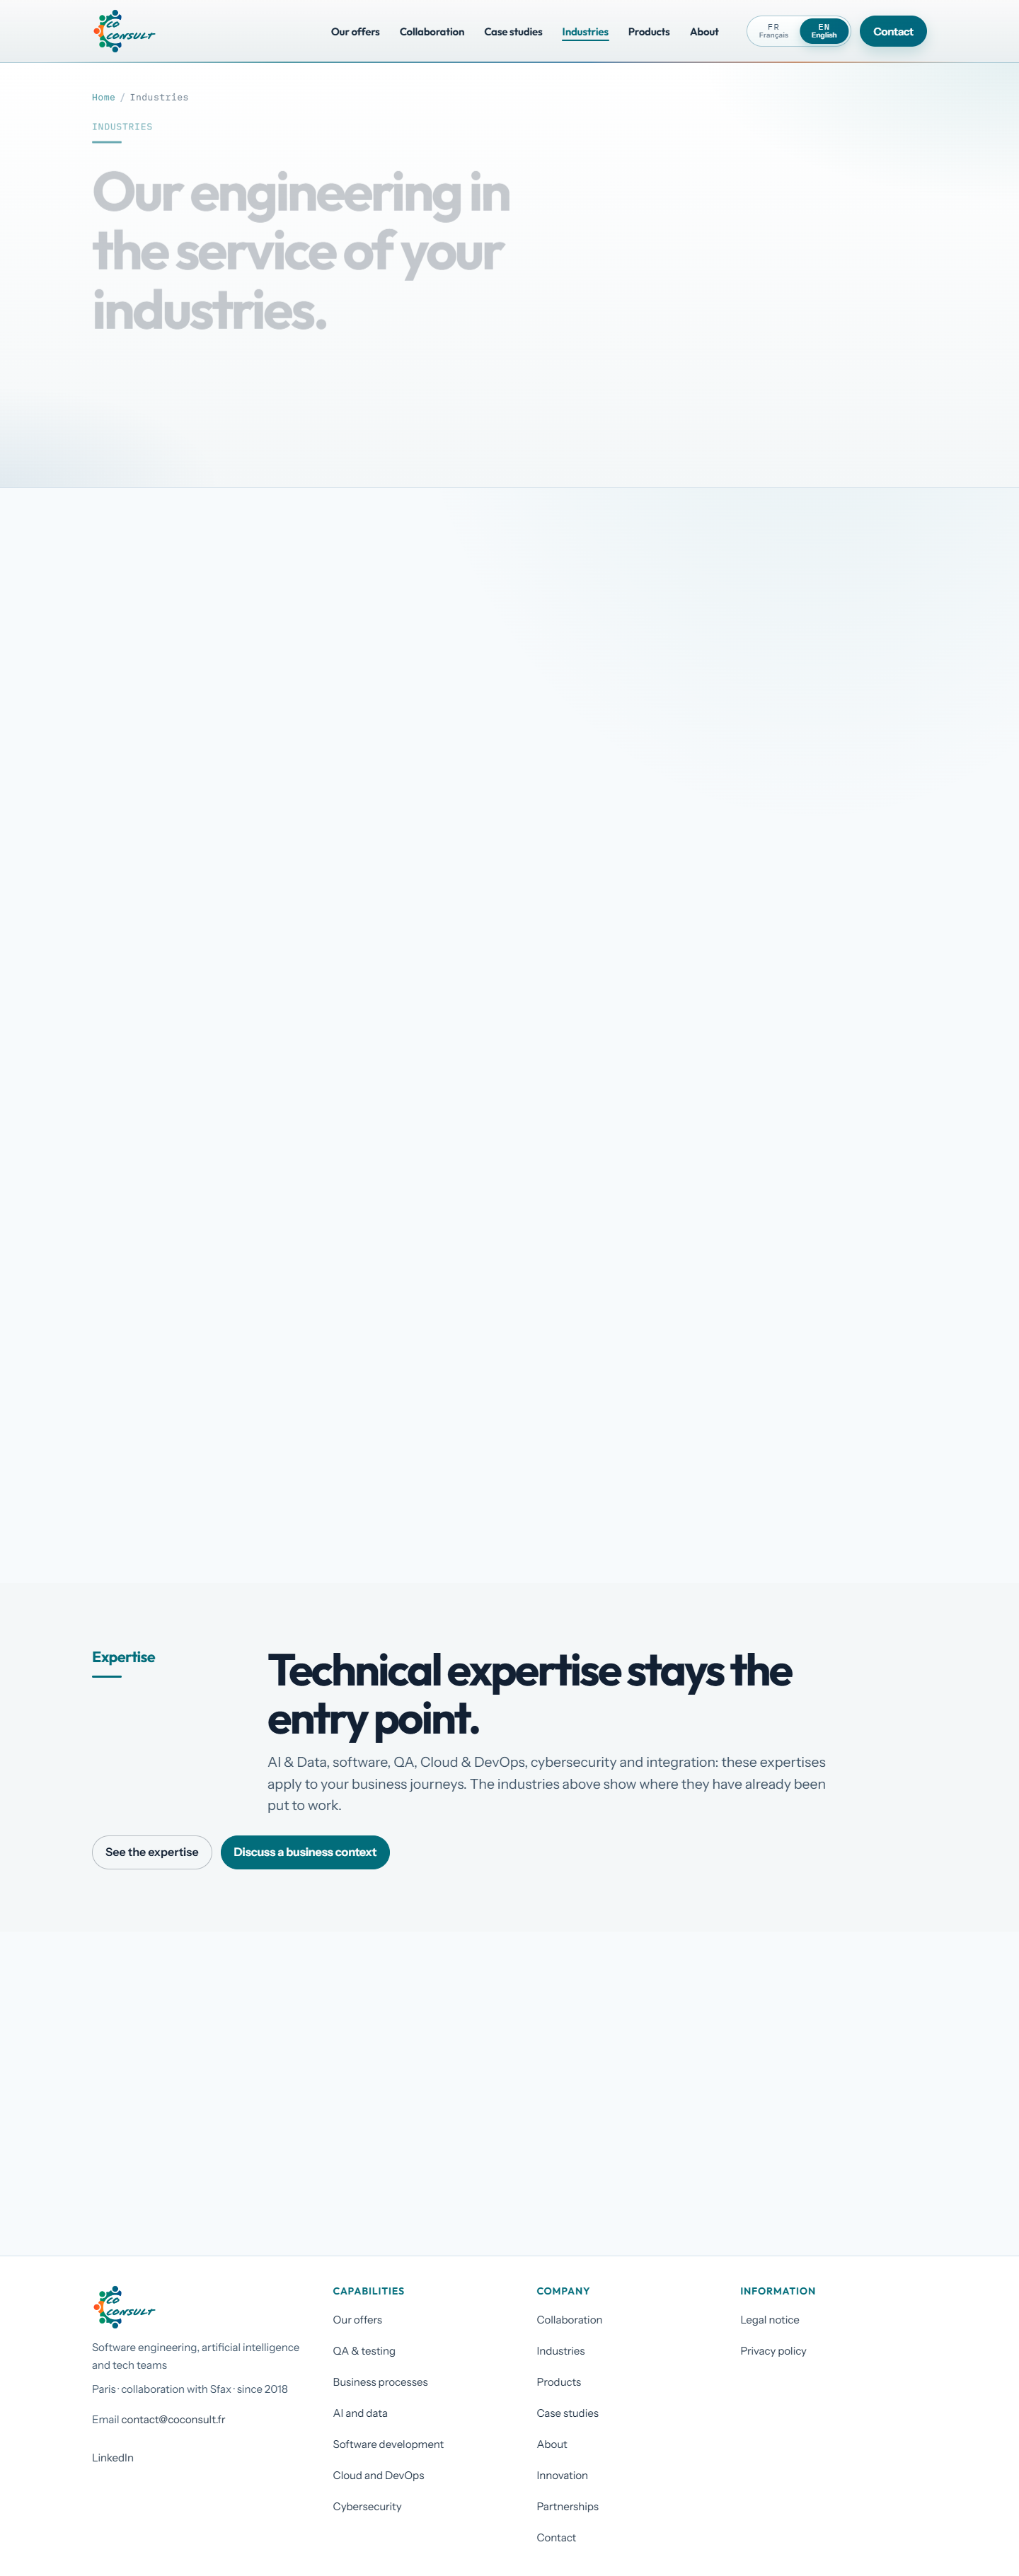 CO
CONSULT
Our offers Collaboration Case studies Industries Products About
FR
Français
EN
English
Contact
Home / Industries
INDUSTRIES
Our engineering in
the service of your
industries.
Expertise
Technical expertise stays the
entry point.
AI & Data, software, QA, Cloud & DevOps, cybersecurity and integration: these expertises
apply to your business journeys. The industries above show where they have already been
put to work.
See the expertise
Discuss a business context
CO
CONSULT
Software engineering, artificial intelligence
and tech teams
Paris · collaboration with Sfax · since 2018
Email contact@coconsult.fr
LinkedIn
CAPABILITIES
Our offers
QA & testing
Business processes
AI and data
Software development
Cloud and DevOps
Cybersecurity
COMPANY
Collaboration
Industries
Products
Case studies
About
Innovation
Partnerships
Contact
INFORMATION
Legal notice
Privacy policy